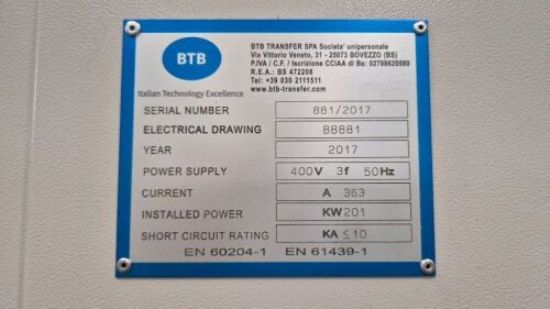 BTB
BTB TRANSFER SPA Societa' unipersonale
Via Vittorio Veneto, 31 - 25073 BOVEZZO (BS)
P.IVA / C.F. / Iscrizione CCIAA di Bs: 02708620980
R.E.A.: BS 472208
Tel: +39 030 2111511
www.btb-transfer.com
Italian Technology Excellence
SERIAL NUMBER 881/2017
ELECTRICAL DRAWING 88881
YEAR 2017
POWER SUPPLY 400V 3f 50Hz
CURRENT A 363
INSTALLED POWER KW 201
SHORT CIRCUIT RATING KA ≤ 10
EN 60204-1 EN 61439-1